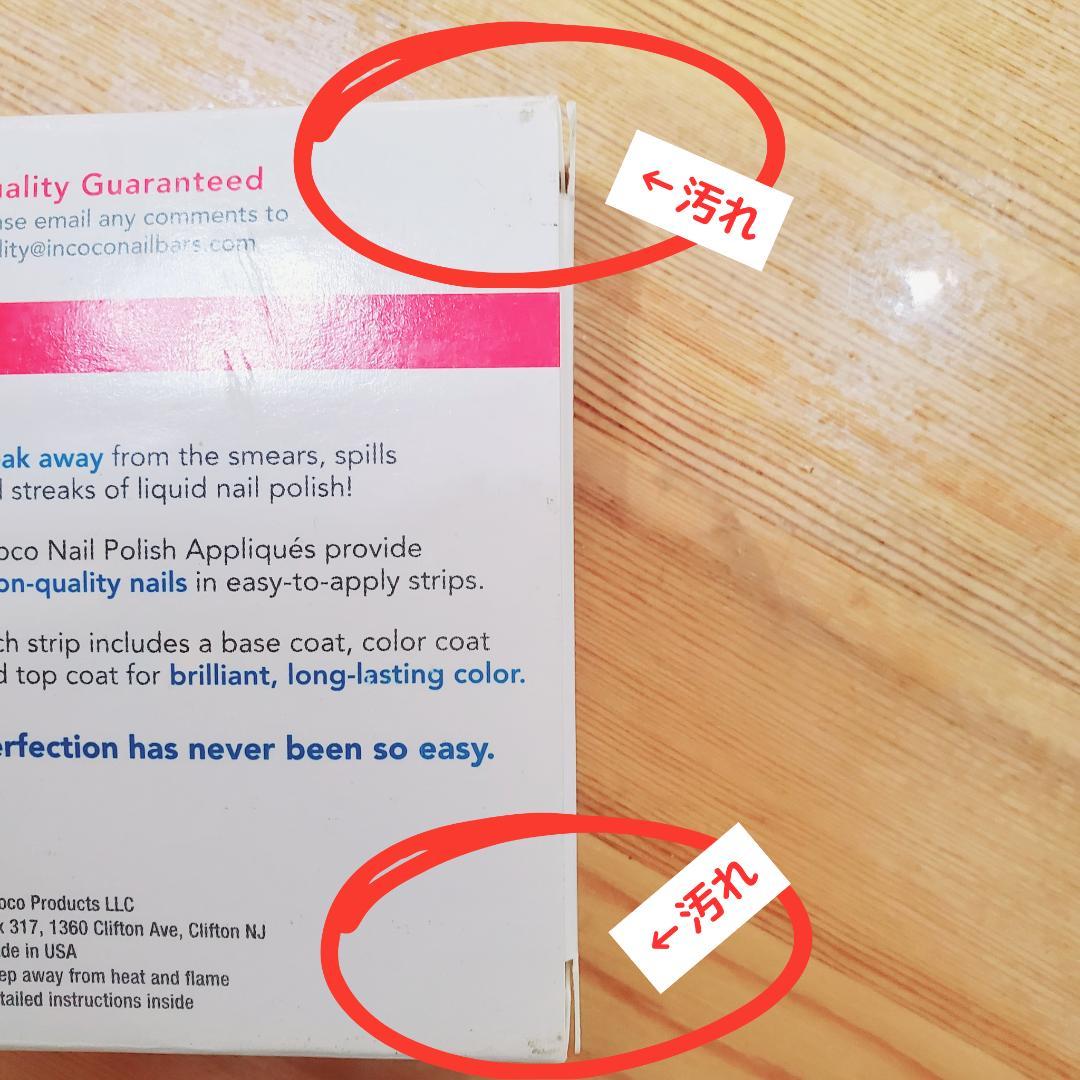 uality Guaranteed
ase email any comments to
lity@incoconailbars.com
←汚れ
ak away from the smears, spills
d streaks of liquid nail polish!
oco Nail Polish Appliqués provide
on-quality nails in easy-to-apply strips.
ch strip includes a base coat, color coat
d top coat for brilliant, long-lasting color.
erfection has never been so easy.
←汚れ
oco Products LLC
x 317, 1360 Clifton Ave, Clifton NJ
de in USA
ep away from heat and flame
tailed instructions inside